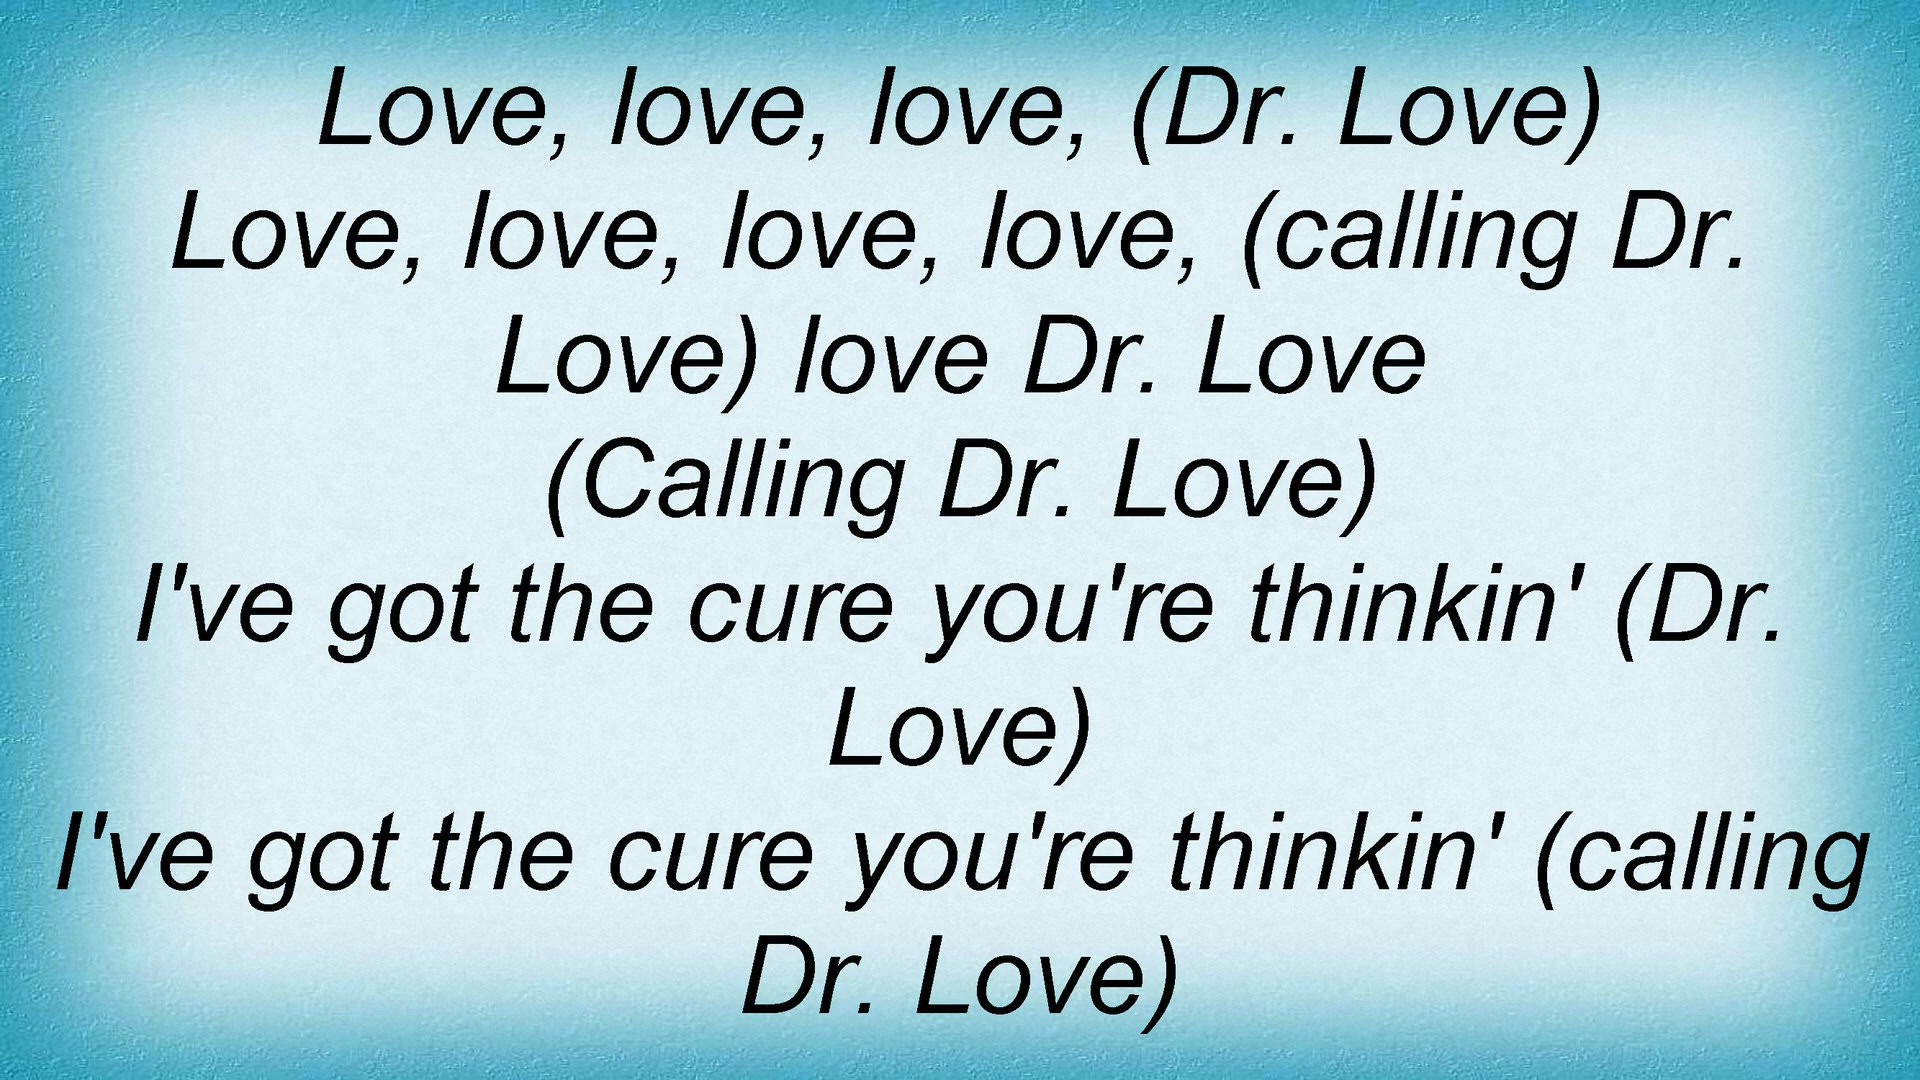 Love, love, love, (Dr. Love)
Love, love, love, love, (calling Dr.
Love) love Dr. Love
(Calling Dr. Love)
I've got the cure you're thinkin' (Dr.
Love)
I've got the cure you're thinkin' (calling
Dr. Love)